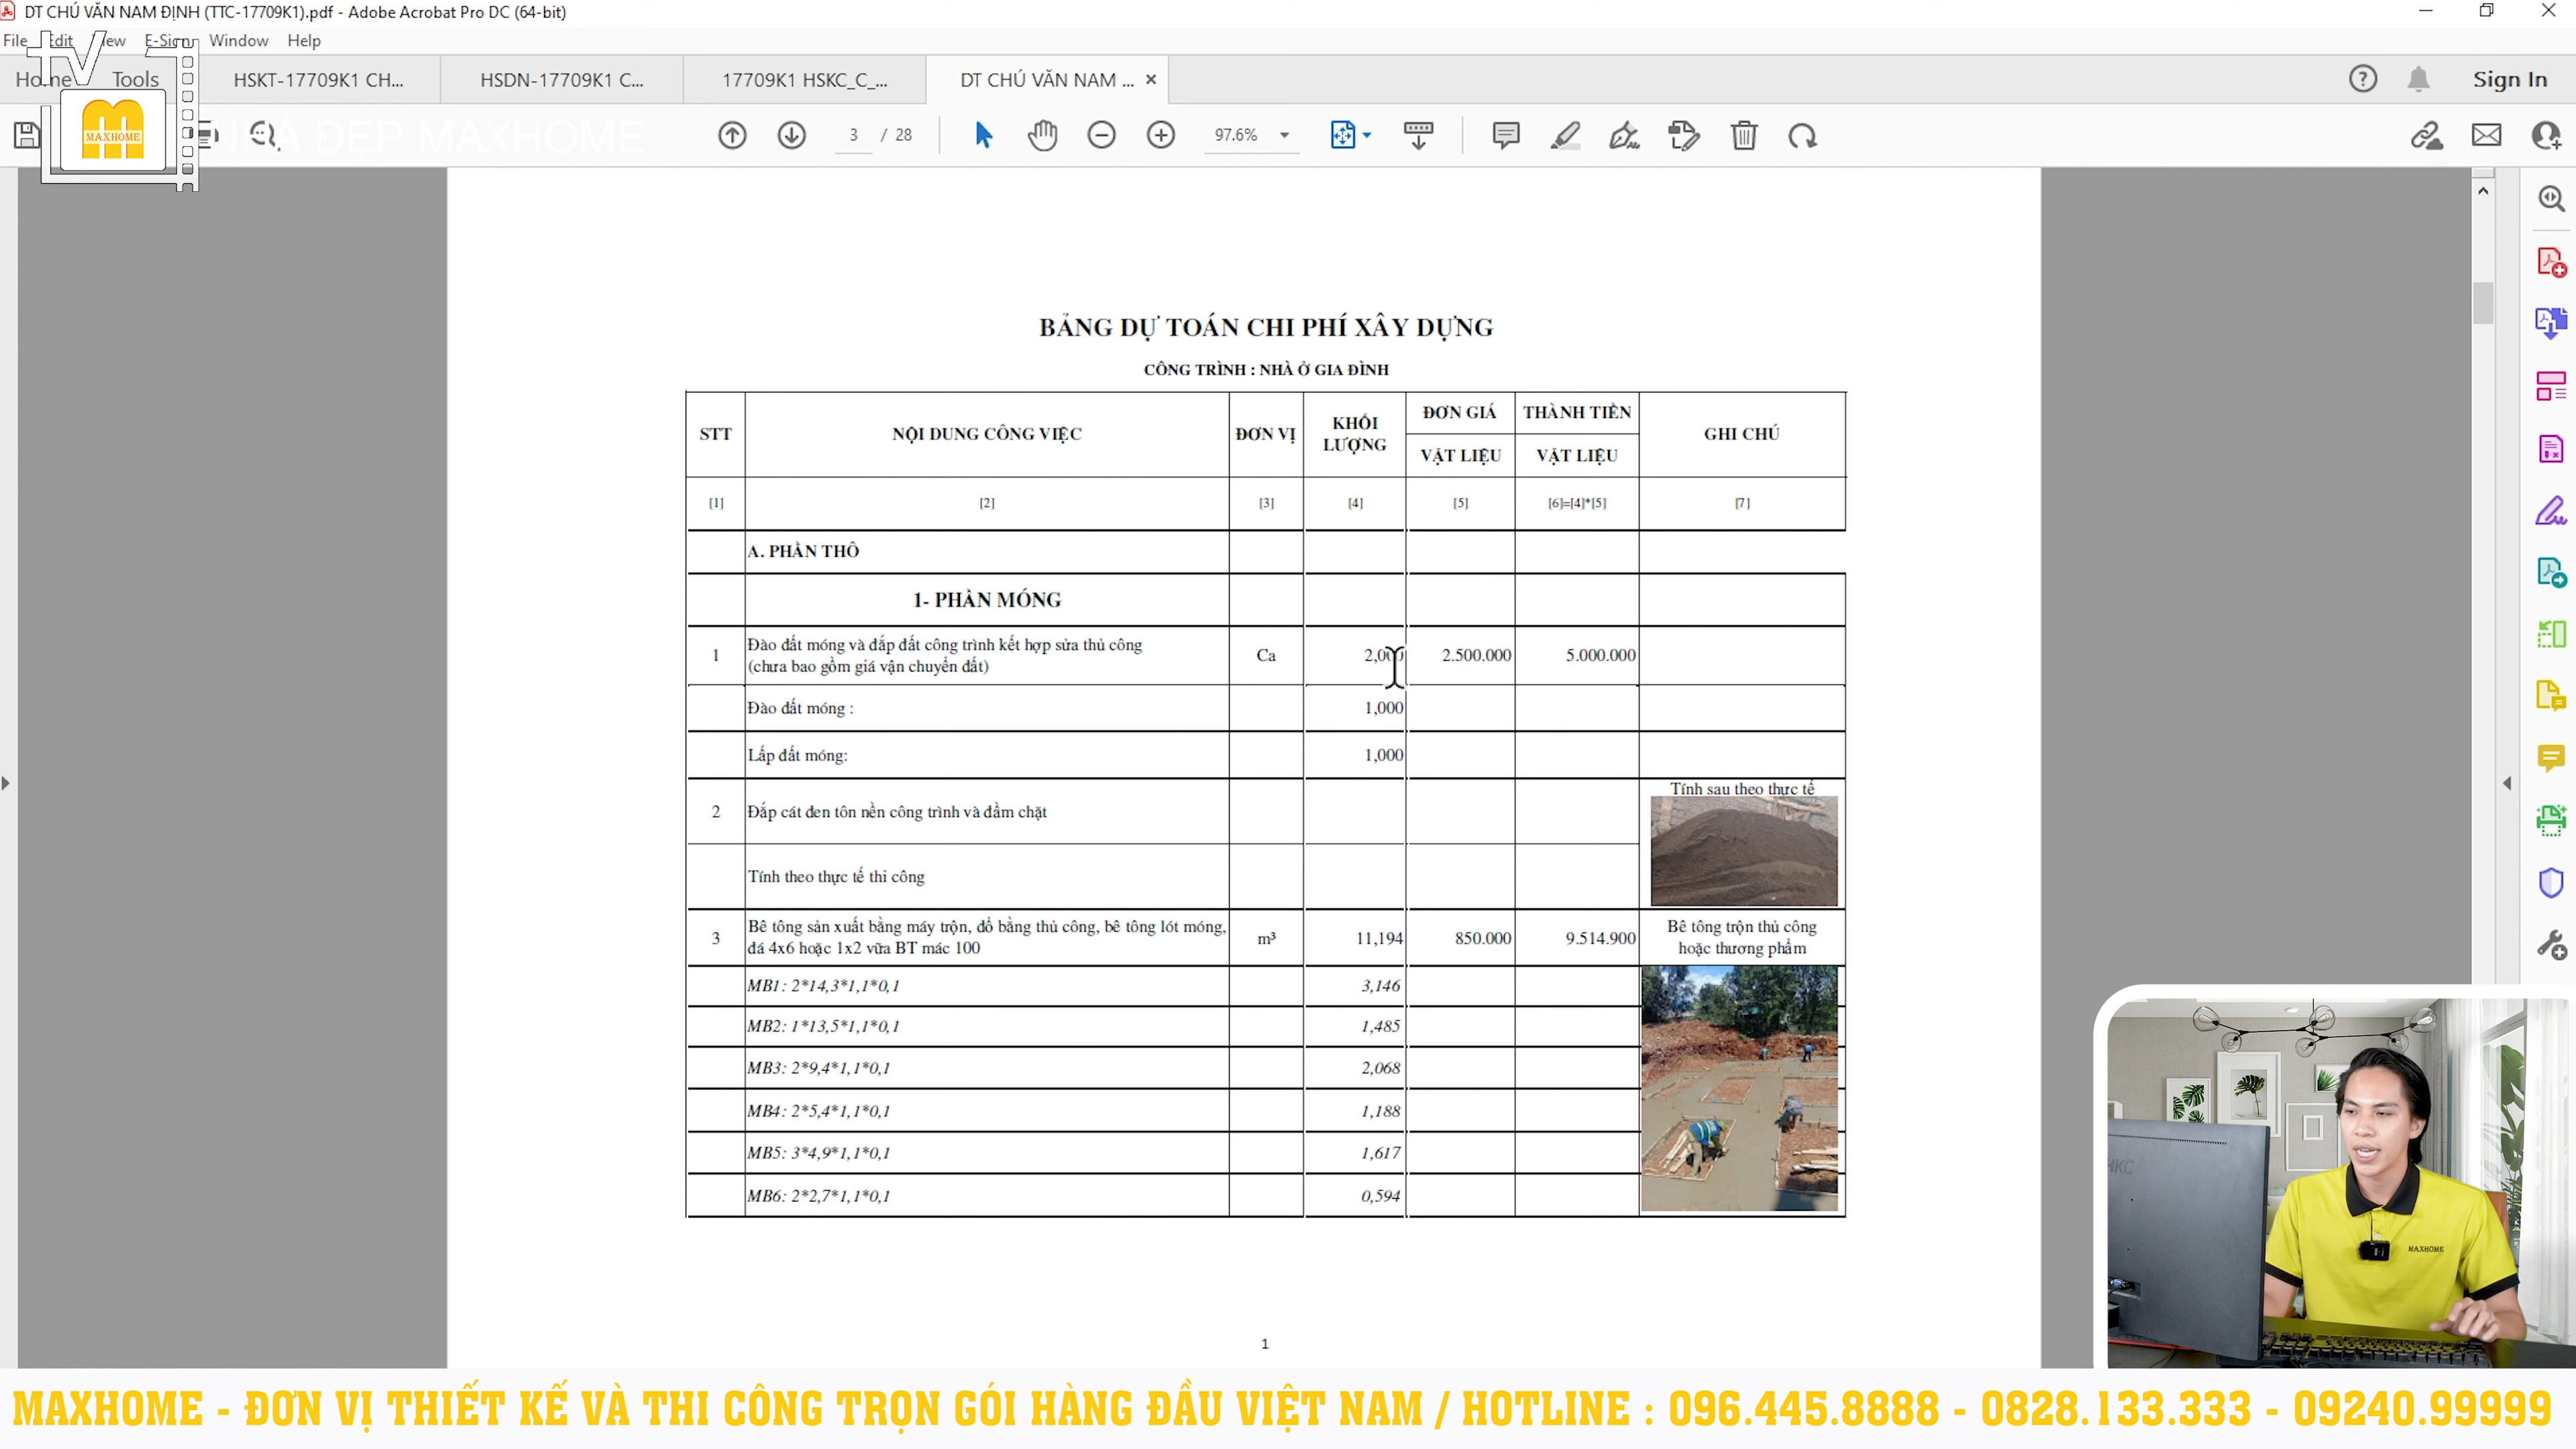 DT CHÚ VĂN NAM ĐỊNH (TTC-17709K1).pdf - Adobe Acrobat Pro DC (64-bit)
File Edit View E-Sign Window Help
Home Tools HSKT-17709K1 CH... HSDN-17709K1 C... 17709K1 HSKC_C_... DT CHÚ VĂN NAM ... × Sign In
tv
MAXHOME
NHÀ ĐẸP MAXHOME
3 / 28 97.6%
BẢNG DỰ TOÁN CHI PHÍ XÂY DỰNG
CÔNG TRÌNH : NHÀ Ở GIA ĐÌNH
STT NỘI DUNG CÔNG VIỆC ĐƠN VỊ KHỐI LƯỢNG ĐƠN GIÁ THÀNH TIỀN GHI CHÚ
VẬT LIỆU VẬT LIỆU
[1] [2] [3] [4] [5] [6]=[4]*[5] [7]
A. PHẦN THÔ
1- PHẦN MÓNG
1 Đào đất móng và đắp đất công trình kết hợp sửa thủ công Ca 2,000 2.500.000 5.000.000
(chưa bao gồm giá vận chuyển đất)
Đào đất móng : 1,000
Lấp đất móng: 1,000
Tính sau theo thực tế
2 Đắp cát đen tôn nền công trình và đầm chặt
Tính theo thực tế thi công
3 Bê tông sản xuất bằng máy trộn, đổ bằng thủ công, bê tông lót móng, m³ 11,194 850.000 9.514.900 Bê tông trộn thủ công
đá 4x6 hoặc 1x2 vữa BT mác 100 hoặc thương phẩm
MB1: 2*14,3*1,1*0,1 3,146
MB2: 1*13,5*1,1*0,1 1,485
MB3: 2*9,4*1,1*0,1 2,068
MB4: 2*5,4*1,1*0,1 1,188
MB5: 3*4,9*1,1*0,1 1,617
MB6: 2*2,7*1,1*0,1 0,594
1
HKC
MAXHOME
MAXHOME - ĐƠN VỊ THIẾT KẾ VÀ THI CÔNG TRỌN GÓI HÀNG ĐẦU VIỆT NAM / HOTLINE : 096.445.8888 - 0828.133.333 - 09240.99999